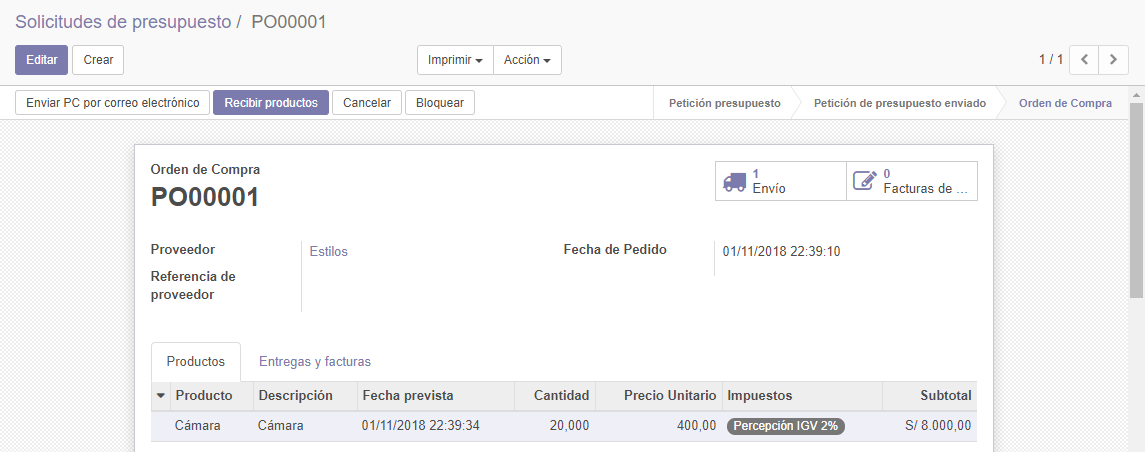 Solicitudes de presupuesto / PO00001
Editar Crear Imprimir Acción 1 / 1
Enviar PC por correo electrónico Recibir productos Cancelar Bloquear Petición presupuesto Petición de presupuesto enviado Orden de Compra
Orden de Compra
PO00001
1
Envío
0
Facturas de ...
Proveedor Estilos Fecha de Pedido 01/11/2018 22:39:10
Referencia de
proveedor
Productos Entregas y facturas
Producto Descripción Fecha prevista Cantidad Precio Unitario Impuestos Subtotal
Cámara Cámara 01/11/2018 22:39:34 20,000 400,00 Percepción IGV 2% S/ 8.000,00